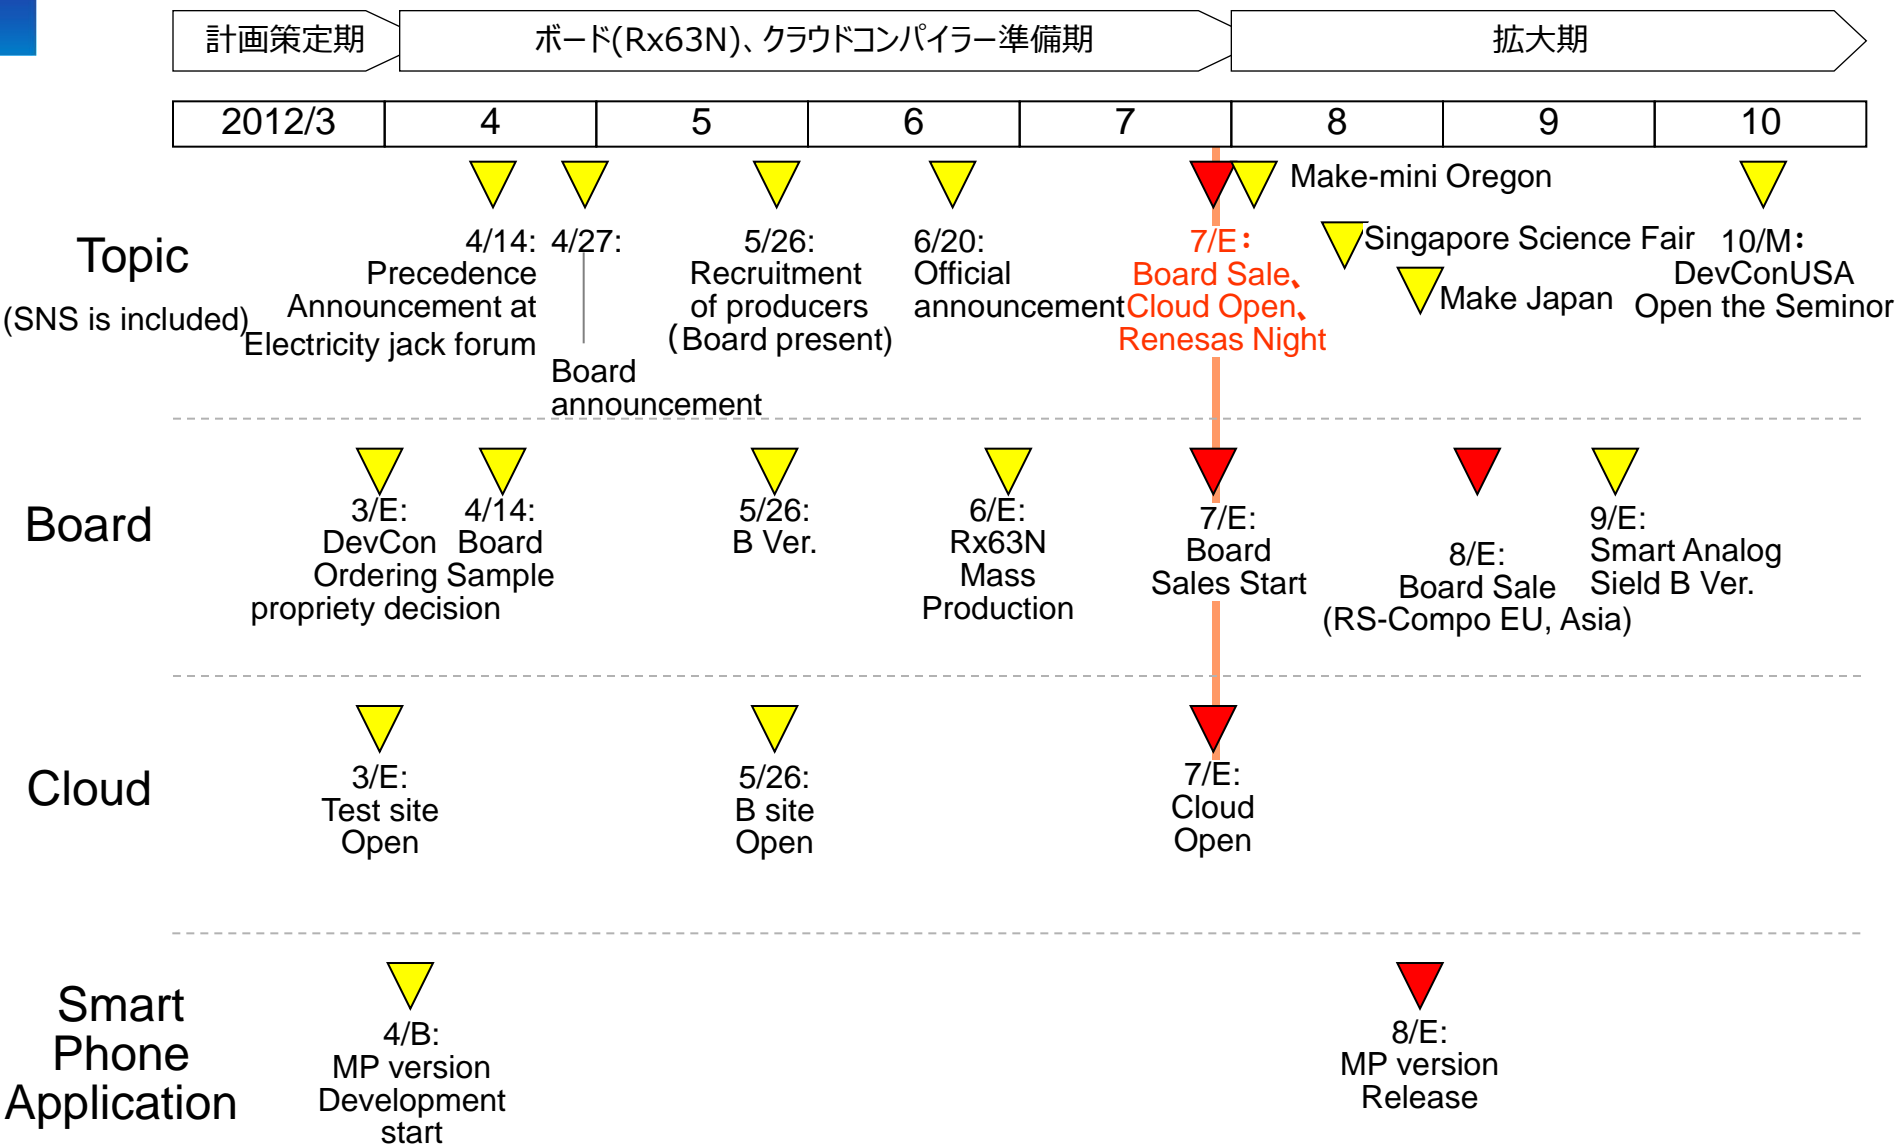 計画策定期
ボード(Rx63N)、クラウドコンパイラー準備期
拡大期
2012/3
4
5
6
7
8
9
10
Topic
(SNS is included)
4/14:
Precedence
Announcement at
Electricity jack forum
4/27:
Board
announcement
5/26:
Recruitment
of producers
(Board present)
6/20:
Official
announcement
7/E:
Board Sale、
Cloud Open、
Renesas Night
Make-mini Oregon
Singapore Science Fair
Make Japan
10/M:
DevConUSA
Open the Seminor
Board
3/E:
DevCon
Ordering
propriety decision
4/14:
Board
Sample
5/26:
B Ver.
6/E:
Rx63N
Mass
Production
7/E:
Board
Sales Start
8/E:
Board Sale
(RS-Compo EU, Asia)
9/E:
Smart Analog
Sield B Ver.
Cloud
3/E:
Test site
Open
5/26:
B site
Open
7/E:
Cloud
Open
Smart
Phone
Application
4/B:
MP version
Development
start
8/E:
MP version
Release